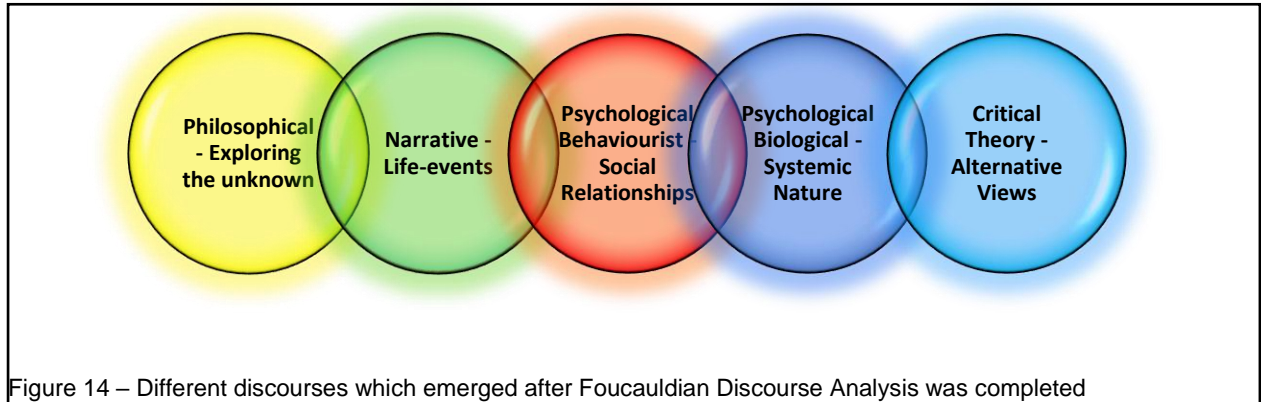 Philosophical
- Exploring
the unknown
Narrative -
Life-events
Psychological
Behaviourist -
Social
Relationships
Psychological
Biological -
Systemic
Nature
Critical
Theory -
Alternative
Views
Figure 14 – Different discourses which emerged after Foucauldian Discourse Analysis was completed